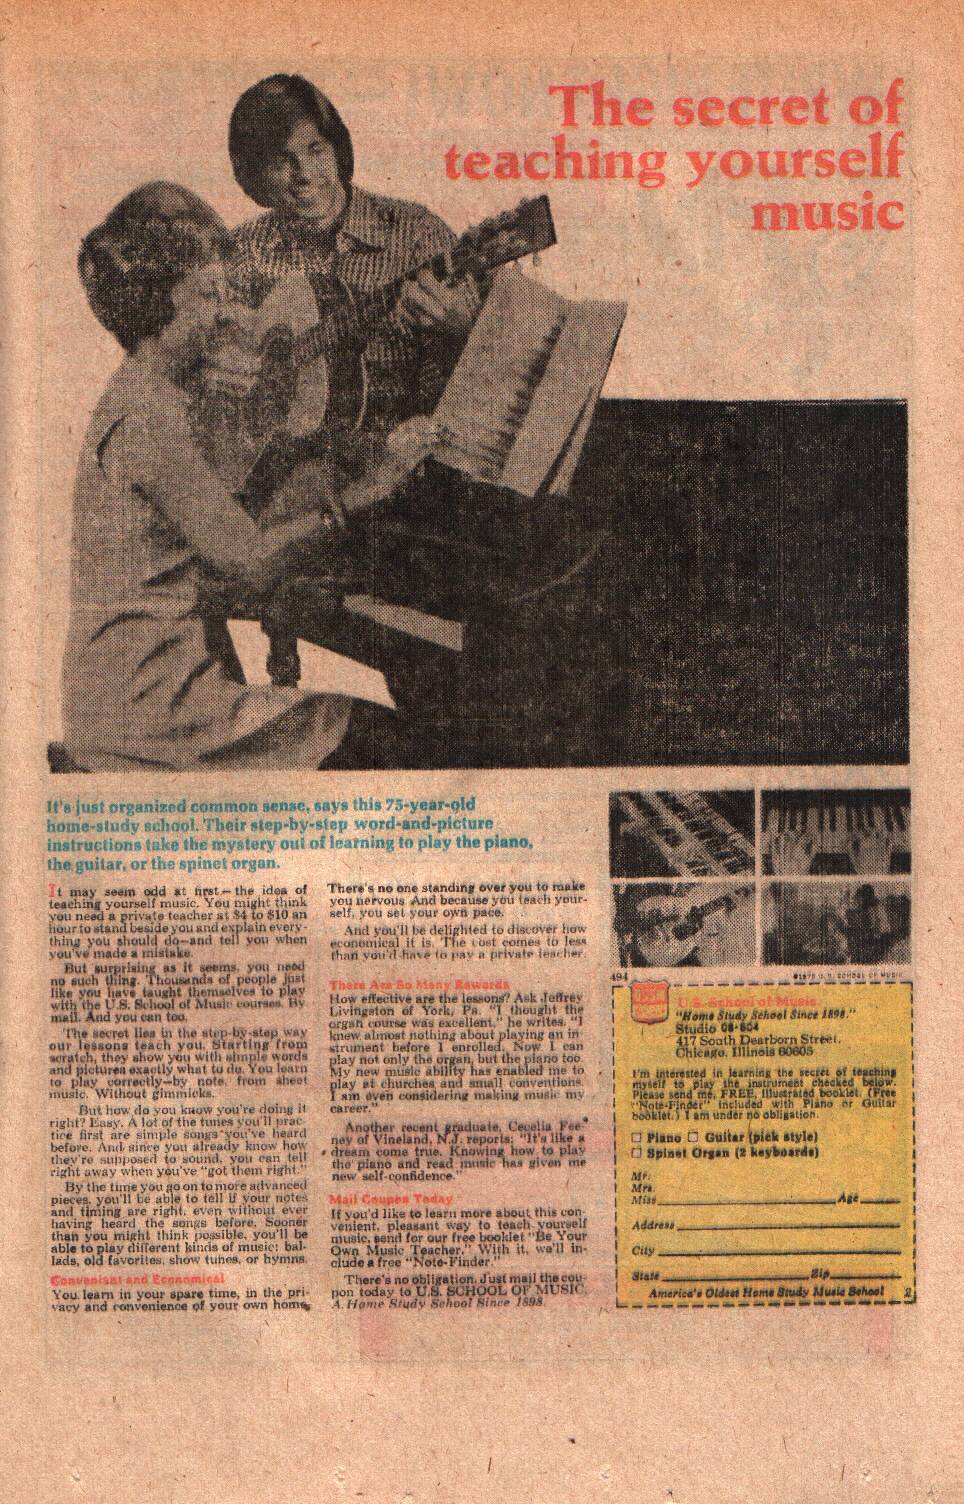 The secret of
teaching yourself
music
It's just organized common sense, says this 75-year-old
home-study school. Their step-by-step word-and-picture
instructions take the mystery out of learning to play the piano,
the guitar, or the spinet organ.
It may seem odd at first—the idea of
teaching yourself music. You might think
you need a private teacher at $4 to $10 an
hour to stand beside you and explain every-
thing you should do—and tell you when
you've made a mistake.
But surprising as it seems, you need
no such thing. Thousands of people just
like you have taught themselves to play
with the U.S. School of Music courses. By
mail. And you can too.
The secret lies in the step-by-step way
our lessons teach you. Starting from
scratch, they show you with simple words
and pictures exactly what to do. You learn
to play correctly—by note, from sheet
music. Without gimmicks.
But how do you know you're doing it
right? Easy. A lot of the tunes you'll prac-
tice first are simple songs you've heard
before. And since you already know how
they're supposed to sound, you can tell
right away when you've "got them right."
By the time you go on to more advanced
pieces, you'll be able to tell if your notes
and timing are right, even without ever
having heard the songs before. Sooner
than you might think possible, you'll be
able to play different kinds of music: bal-
lads, old favorites, show tunes, or hymns.
Convenient and Economical
You learn in your spare time, in the pri-
vacy and convenience of your own home.
There's no one standing over you to make
you nervous And because you teach your-
self, you set your own pace.
And you'll be delighted to discover how
economical it is. The cost comes to less
than you'd have to pay a private teacher.
There Are So Many Rewards
How effective are the lessons? Ask Jeffrey
Livingston of York, Pa. "I thought the
organ course was excellent," he writes. "I
knew almost nothing about playing an in-
strument before I enrolled. Now I can
play not only the organ, but the piano too.
My new music ability has enabled me to
play at churches and small conventions.
I am even considering making music my
career."
Another recent graduate, Cecelia Fee-
ney of Vineland, N.J. reports: "It's like a
dream come true. Knowing how to play
the piano and read music has given me
new self-confidence."
Mail Coupon Today
If you'd like to learn more about this con-
venient, pleasant way to teach yourself
music, send for our free booklet "Be Your
Own Music Teacher." With it, we'll in-
clude a free "Note-Finder."
There's no obligation. Just mail the cou-
pon today to U.S. SCHOOL OF MUSIC,
A Home Study School Since 1898.
494
U.S. SCHOOL OF MUSIC
U.S. School of Music
"Home Study School Since 1898."
Studio 08-604
417 South Dearborn Street,
Chicago, Illinois 60605
I'm interested in learning the secret of teaching
myself to play the instrument checked below.
Please send me, FREE, illustrated booklet. (Free
"Note-Finder" included with Piano or Guitar
booklet.) I am under no obligation.
Piano Guitar (pick style)
Spinet Organ (2 keyboards)
Mr.
Mrs.
Miss Age
Address
City
State Zip
America's Oldest Home Study Music School 2